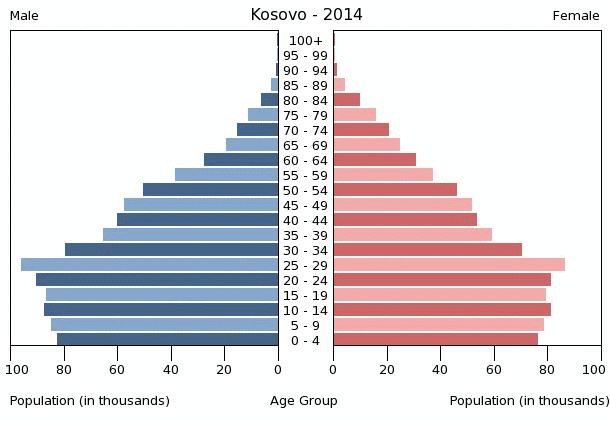 Kosovo - 2014
Male
Female
100+
95 - 99
90 - 94
85 - 89
80 - 84
75 - 79
70 - 74
65 - 69
60 - 64
55 - 59
50 - 54
45 - 49
40 - 44
35 - 39
30 - 34
25 - 29
20 - 24
15 - 19
10 - 14
5 - 9
0 - 4
100 80 60 40 20 0 0 20 40 60 80 100
Population (in thousands) Age Group Population (in thousands)